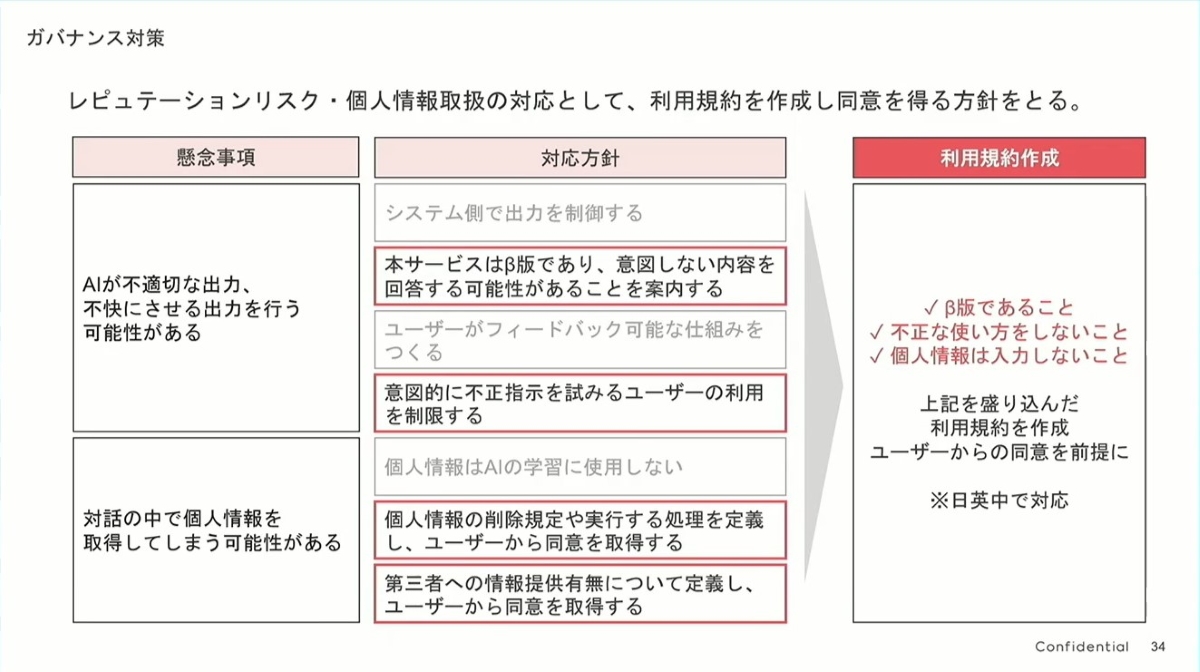 ガバナンス対策
レピュテーションリスク・個人情報取扱の対応として、利用規約を作成し同意を得る方針をとる。
懸念事項
対応方針
利用規約作成
AIが不適切な出力、
不快にさせる出力を行う
可能性がある
システム側で出力を制御する
本サービスはβ版であり、意図しない内容を
回答する可能性があることを案内する
ユーザーがフィードバック可能な仕組みを
つくる
意図的に不正指示を試みるユーザーの利用
を制限する
対話の中で個人情報を
取得してしまう可能性がある
個人情報はAIの学習に使用しない
個人情報の削除規定や実行する処理を定義
し、ユーザーから同意を取得する
第三者への情報提供有無について定義し、
ユーザーから同意を取得する
✓ β版であること
✓ 不正な使い方をしないこと
✓ 個人情報は入力しないこと
上記を盛り込んだ
利用規約を作成
ユーザーからの同意を前提に
※日英中で対応
Confidential 34